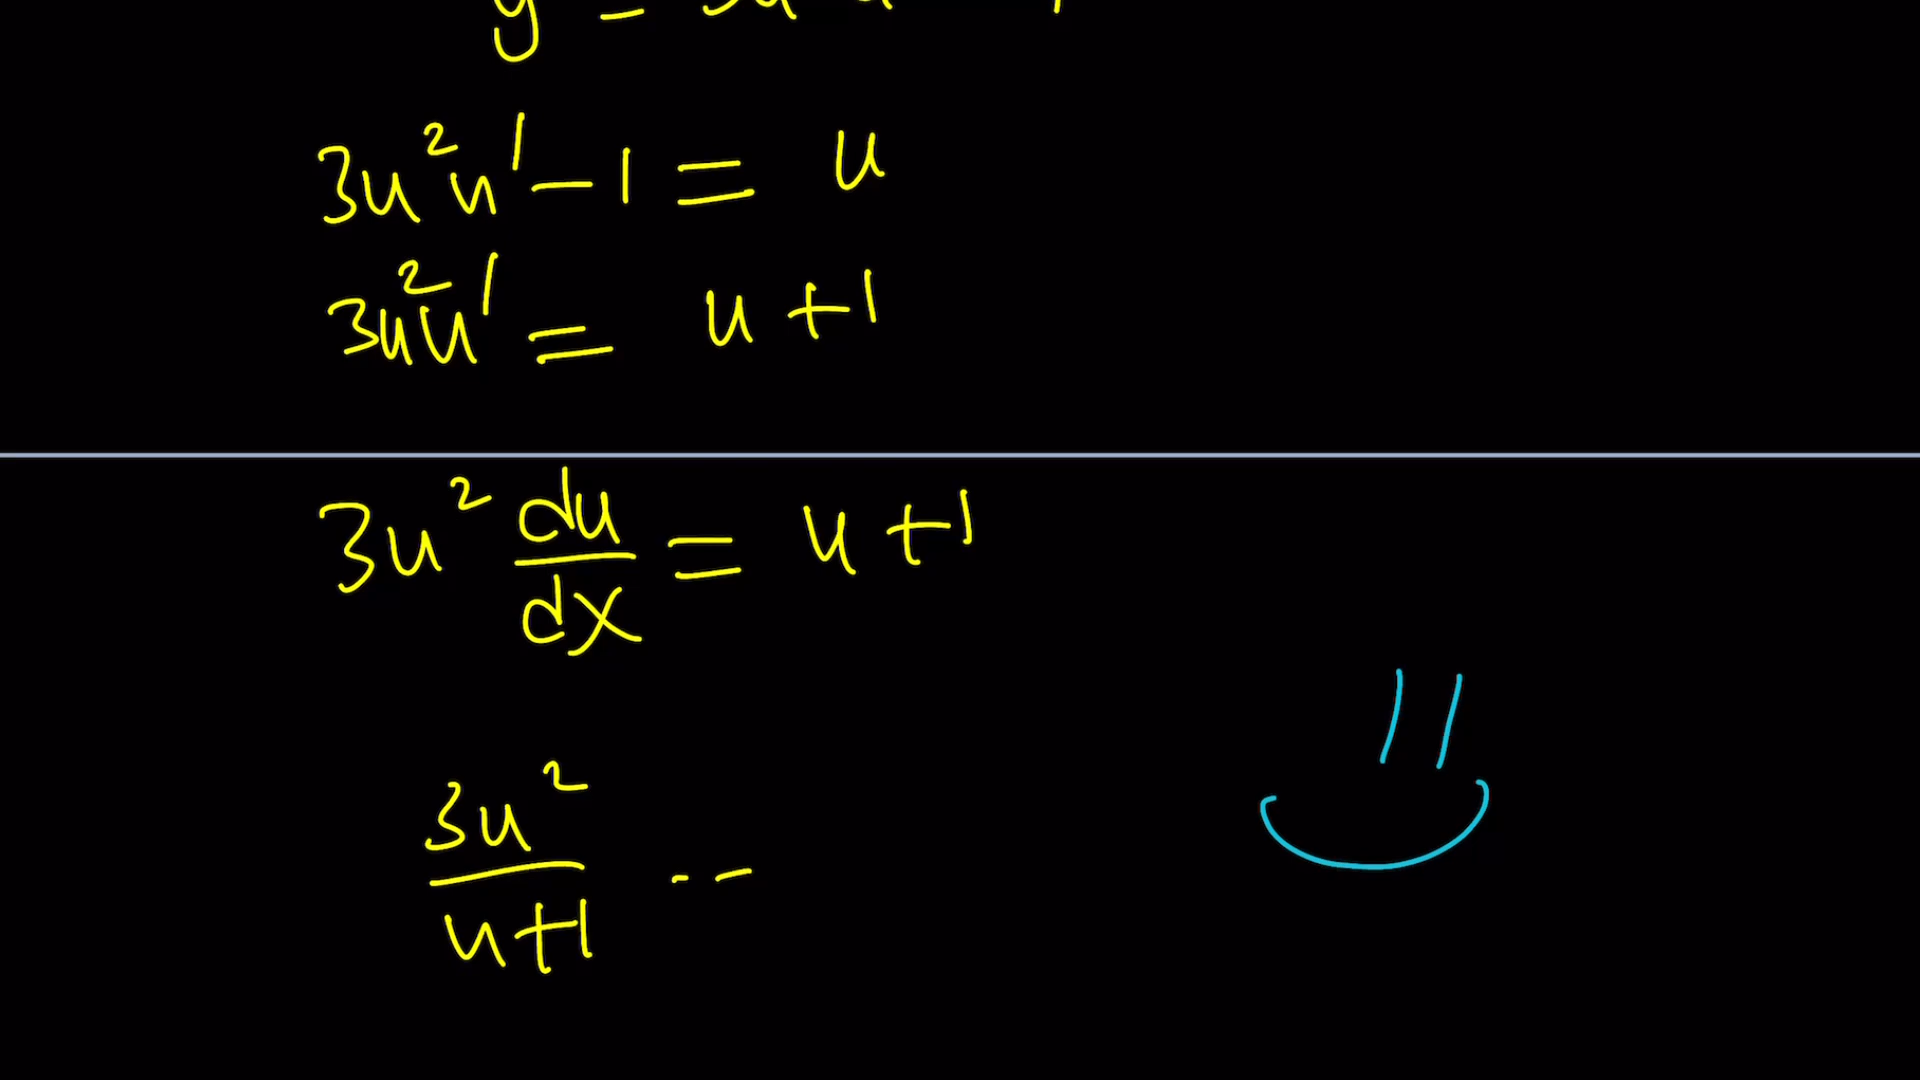 y =
3u²u′ − 1 = u
3u²u′ = u + 1
3u² du/dx = u + 1
3u²/u+1 - -